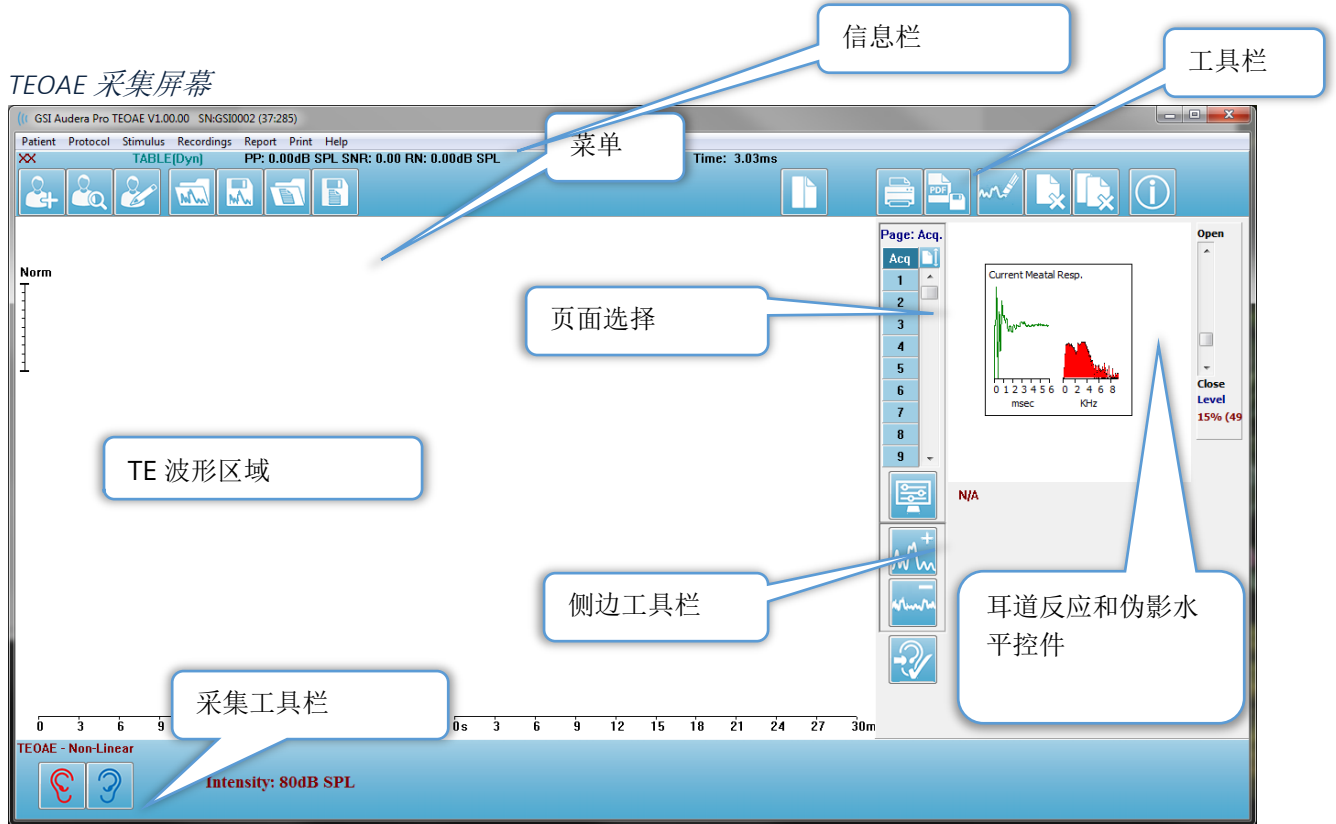 信息栏
工具栏
TEOAE 采集屏幕
GSI Audera Pro TEOAE V1.00.00 SN:GSI0002 (37:285)
Patient Protocol Stimulus Recordings Report Print Help
菜单
XX TABLE(Dyn) PP: 0.00dB SPL SNR: 0.00 RN: 0.00dB SPL Time: 3.03ms
PDF
Page: Acq.
Open
Acq
Norm
Current Meatal Resp.
1
2
3
4
5
6
7
8
9
页面选择
0 1 2 3 4 5 6 0 2 4 6 8
msec KHz
Close
Level
15% (49
TE 波形区域
N/A
侧边工具栏
耳道反应和伪影水
平控件
采集工具栏
0 3 6 9 0s 3 6 9 12 15 18 21 24 27 30m
TEOAE - Non-Linear
Intensity: 80dB SPL